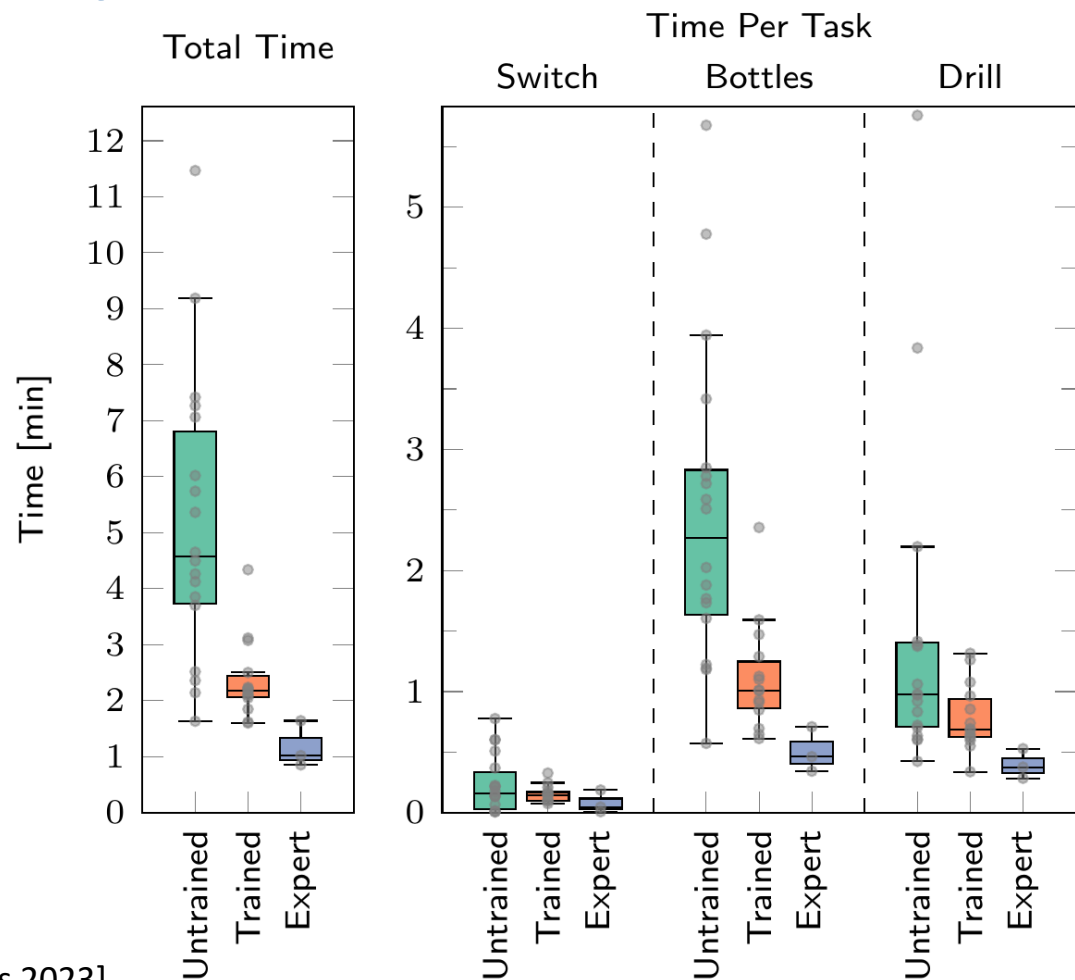 Time Per Task
Total Time
Switch Bottles Drill
12
11
10
9
8
7
6
5
4
3
2
1
0
Time [min]
5
4
3
2
1
0
Untrained
Trained
Expert
Untrained
Trained
Expert
Untrained
Trained
Expert
Untrained
Trained
Expert
2023]